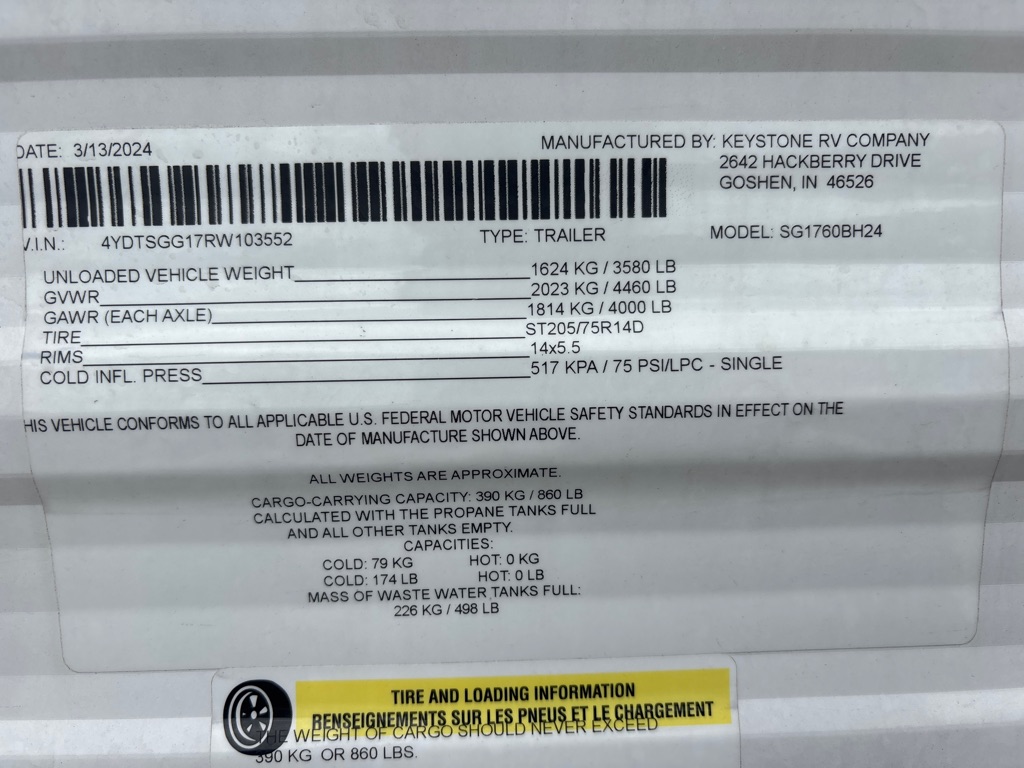 DATE: 3/13/2024
MANUFACTURED BY: KEYSTONE RV COMPANY
2642 HACKBERRY DRIVE
GOSHEN, IN 46526
V.I.N.: 4YDTSGG17RW103552 TYPE: TRAILER MODEL: SG1760BH24
UNLOADED VEHICLE WEIGHT 1624 KG / 3580 LB
GVWR 2023 KG / 4460 LB
GAWR (EACH AXLE) 1814 KG / 4000 LB
TIRE ST205/75R14D
RIMS 14x5.5
COLD INFL. PRESS 517 KPA / 75 PSI/LPC - SINGLE
HIS VEHICLE CONFORMS TO ALL APPLICABLE U.S. FEDERAL MOTOR VEHICLE SAFETY STANDARDS IN EFFECT ON THE
DATE OF MANUFACTURE SHOWN ABOVE.
ALL WEIGHTS ARE APPROXIMATE.
CARGO-CARRYING CAPACITY: 390 KG / 860 LB
CALCULATED WITH THE PROPANE TANKS FULL
AND ALL OTHER TANKS EMPTY.
CAPACITIES:
COLD: 79 KG HOT: 0 KG
COLD: 174 LB HOT: 0 LB
MASS OF WASTE WATER TANKS FULL:
226 KG / 498 LB
TIRE AND LOADING INFORMATION
RENSEIGNEMENTS SUR LES PNEUS ET LE CHARGEMENT
THE WEIGHT OF CARGO SHOULD NEVER EXCEED
390 KG OR 860 LBS.